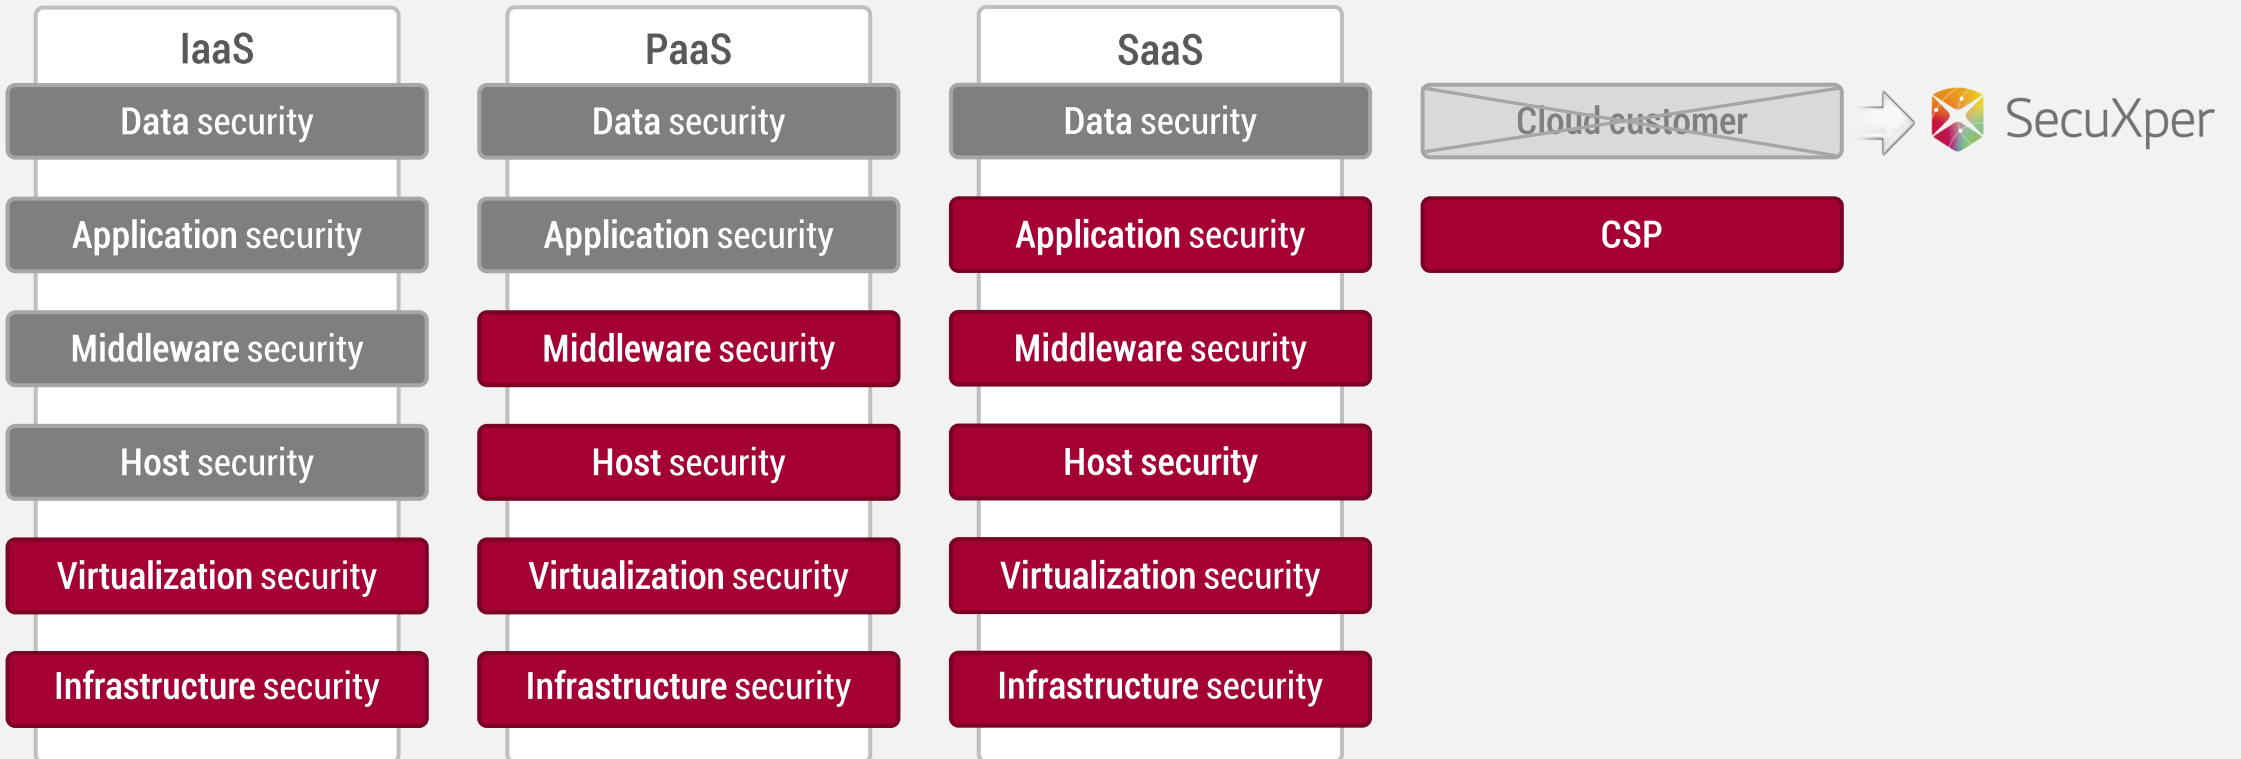 IaaS
Data security
Application security
Middleware security
Host security
Virtualization security
Infrastructure security
PaaS
Data security
Application security
Middleware security
Host security
Virtualization security
Infrastructure security
SaaS
Data security
Application security
Middleware security
Host security
Virtualization security
Infrastructure security
Cloud customer
SecuXper
CSP